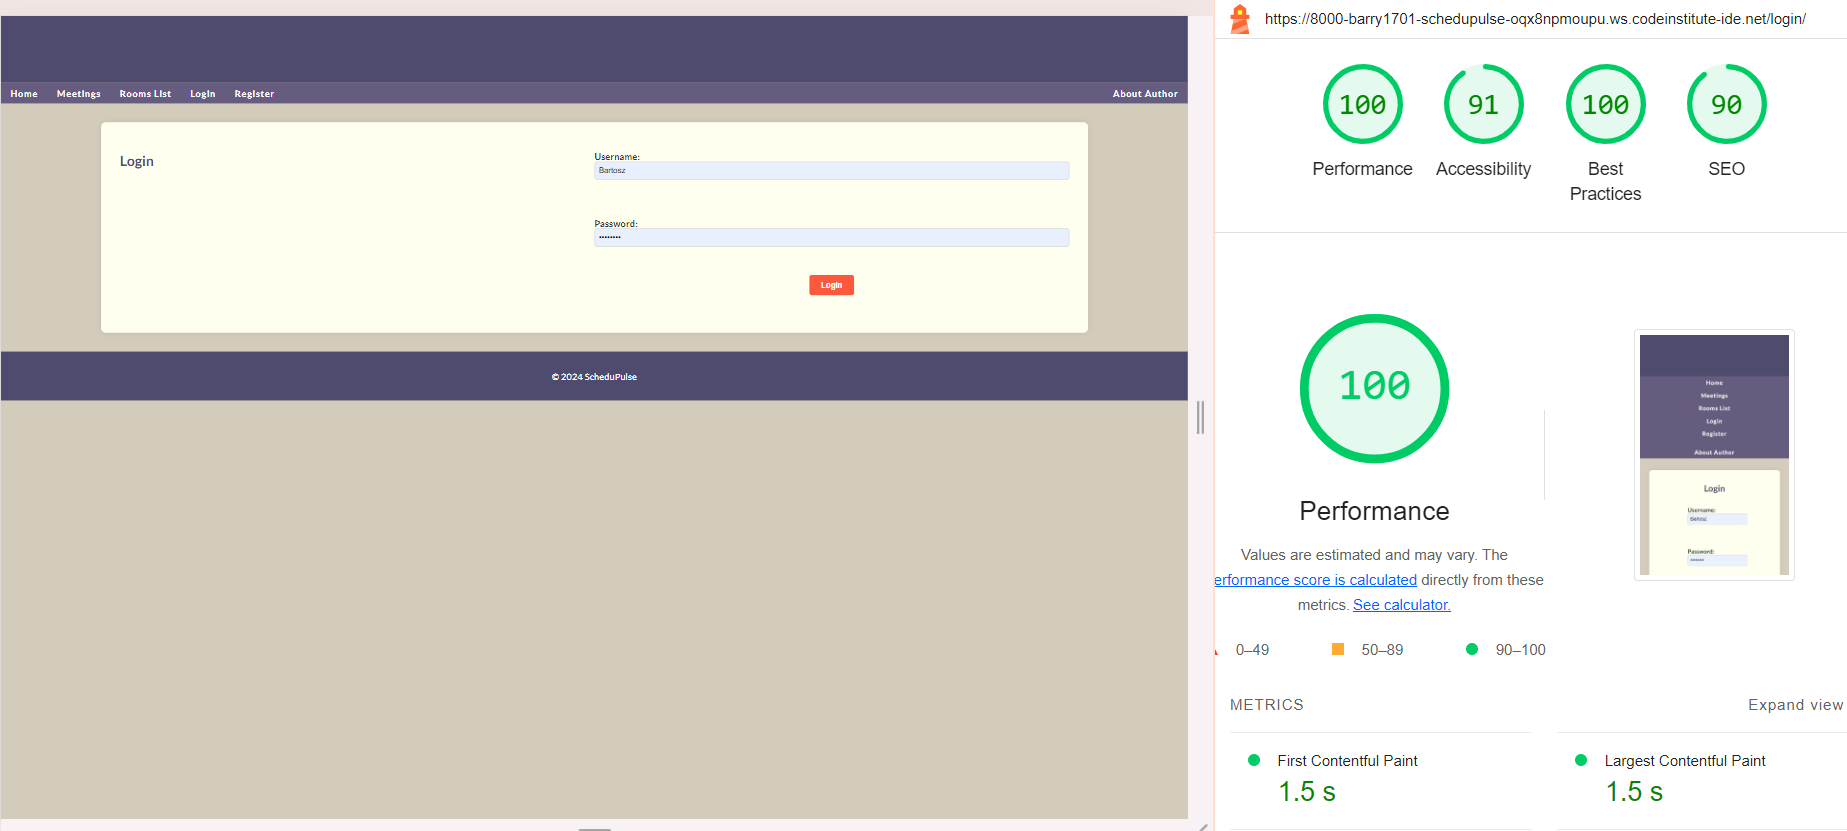 Home Meetings Rooms List Login Register About Author
Login
Username:
Bartosz
Password:
••••••••
Login
© 2024 ScheduPulse
https://8000-barry1701-schedupulse-oqx8npmoupu.ws.codeinstitute-ide.net/login/
100 91 100 90
Performance Accessibility Best Practices SEO
100
Performance
Values are estimated and may vary. The
erformance score is calculated directly from these
metrics. See calculator.
0–49 50–89 90–100
Home
Meetings
Rooms List
Login
Register
About Author
Login
Username:
Bartosz
Password:
••••••••
METRICS Expand view
First Contentful Paint
1.5 s
Largest Contentful Paint
1.5 s